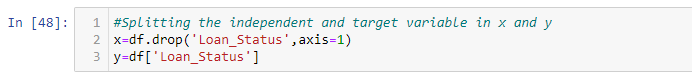 In [48]: 1 #Splitting the independent and target variable in x and y
2 x=df.drop('Loan_Status',axis=1)
3 y=df['Loan_Status']